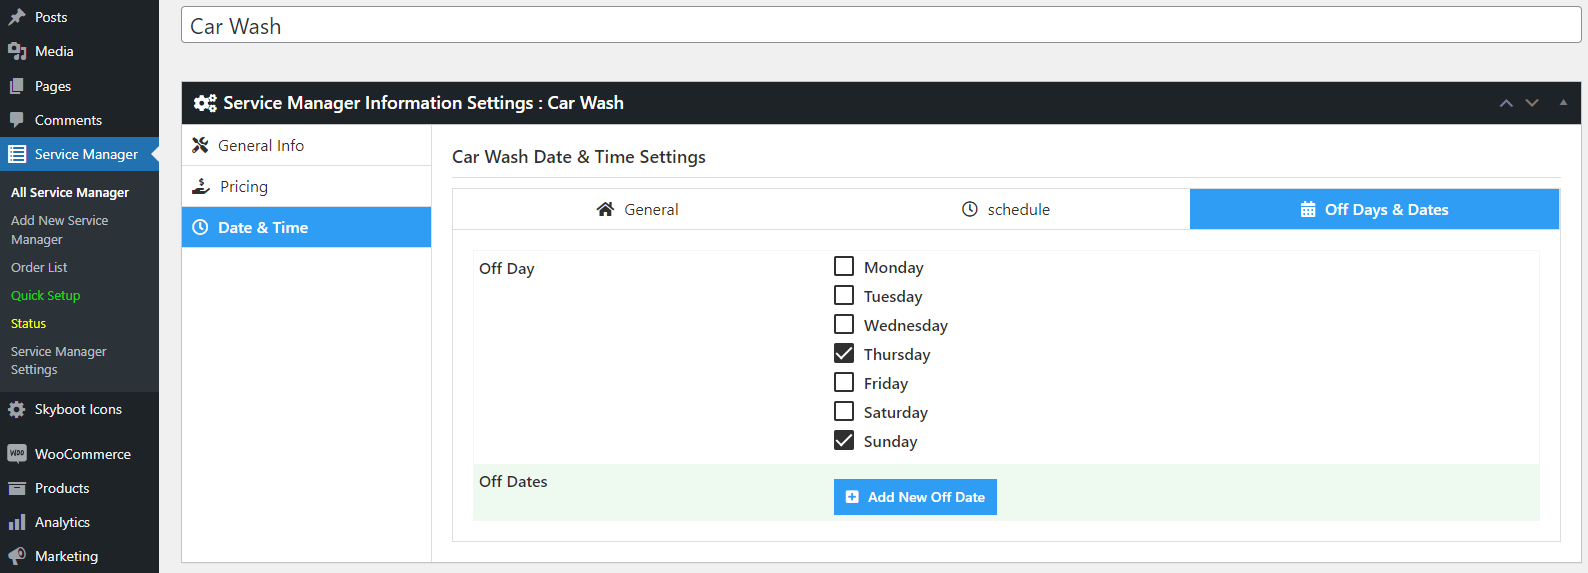 Posts
Media
Pages
Comments
Service Manager
All Service Manager
Add New Service
Manager
Order List
Quick Setup
Status
Service Manager
Settings
Skyboot Icons
WOO
WooCommerce
Products
Analytics
Marketing
Car Wash
Service Manager Information Settings : Car Wash
General Info
$
Pricing
Date & Time
Car Wash Date & Time Settings
General
schedule
Off Days & Dates
Off Day
Monday
Tuesday
Wednesday
Thursday
Friday
Saturday
Sunday
Off Dates
Add New Off Date